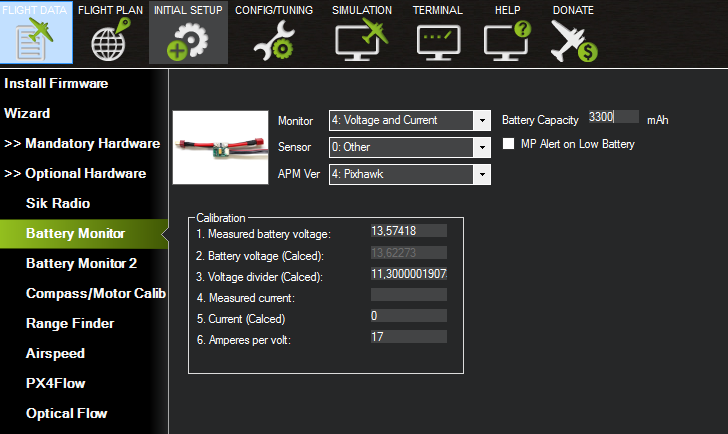 FLIGHT DATA FLIGHT PLAN INITIAL SETUP CONFIG/TUNING SIMULATION TERMINAL HELP DONATE
Install Firmware
Wizard
>> Mandatory Hardware
>> Optional Hardware
Sik Radio
Battery Monitor
Battery Monitor 2
Compass/Motor Calib
Range Finder
Airspeed
PX4Flow
Optical Flow
Monitor 4: Voltage and Current Battery Capacity 3300 mAh
Sensor 0: Other MP Alert on Low Battery
APM Ver 4: Pixhawk
Calibration
1. Measured battery voltage: 13,57418
2. Battery voltage (Calced): 13.62273
3. Voltage divider (Calced): 11,3000001907
4. Measured current:
5. Current (Calced) 0
6. Amperes per volt: 17